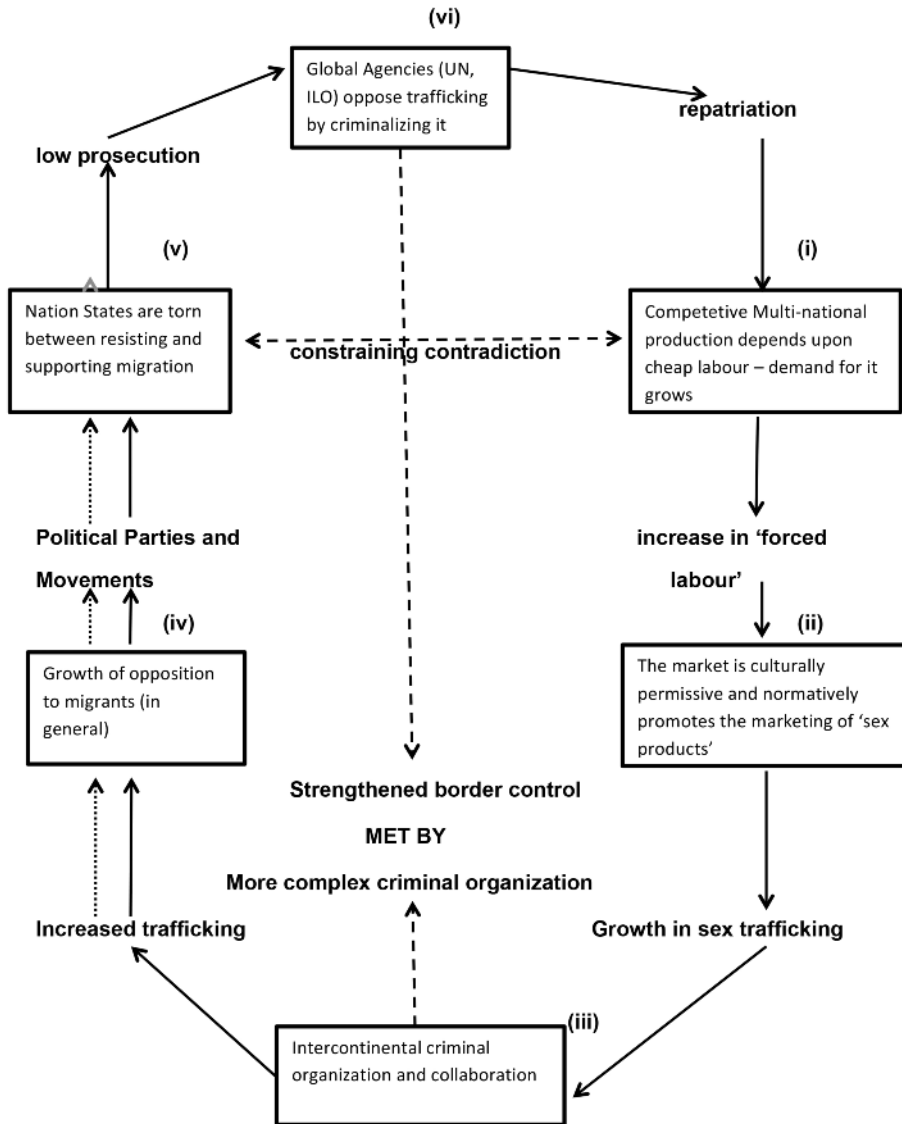 (vi)
Global Agencies (UN,
ILO) oppose trafficking
by criminalizing it
repatriation
low prosecution
(v)
(i)
Nation States are torn
between resisting and
supporting migration
constraining contradiction
Competetive Multi-national
production depends upon
cheap labour – demand for it
grows
Political Parties and
Movements
increase in ‘forced
labour’
(iv)
(ii)
Growth of opposition
to migrants (in
general)
The market is culturally
permissive and normatively
promotes the marketing of ‘sex
products’
Strengthened border control
MET BY
More complex criminal organization
Increased trafficking
Growth in sex trafficking
(iii)
Intercontinental criminal
organization and collaboration